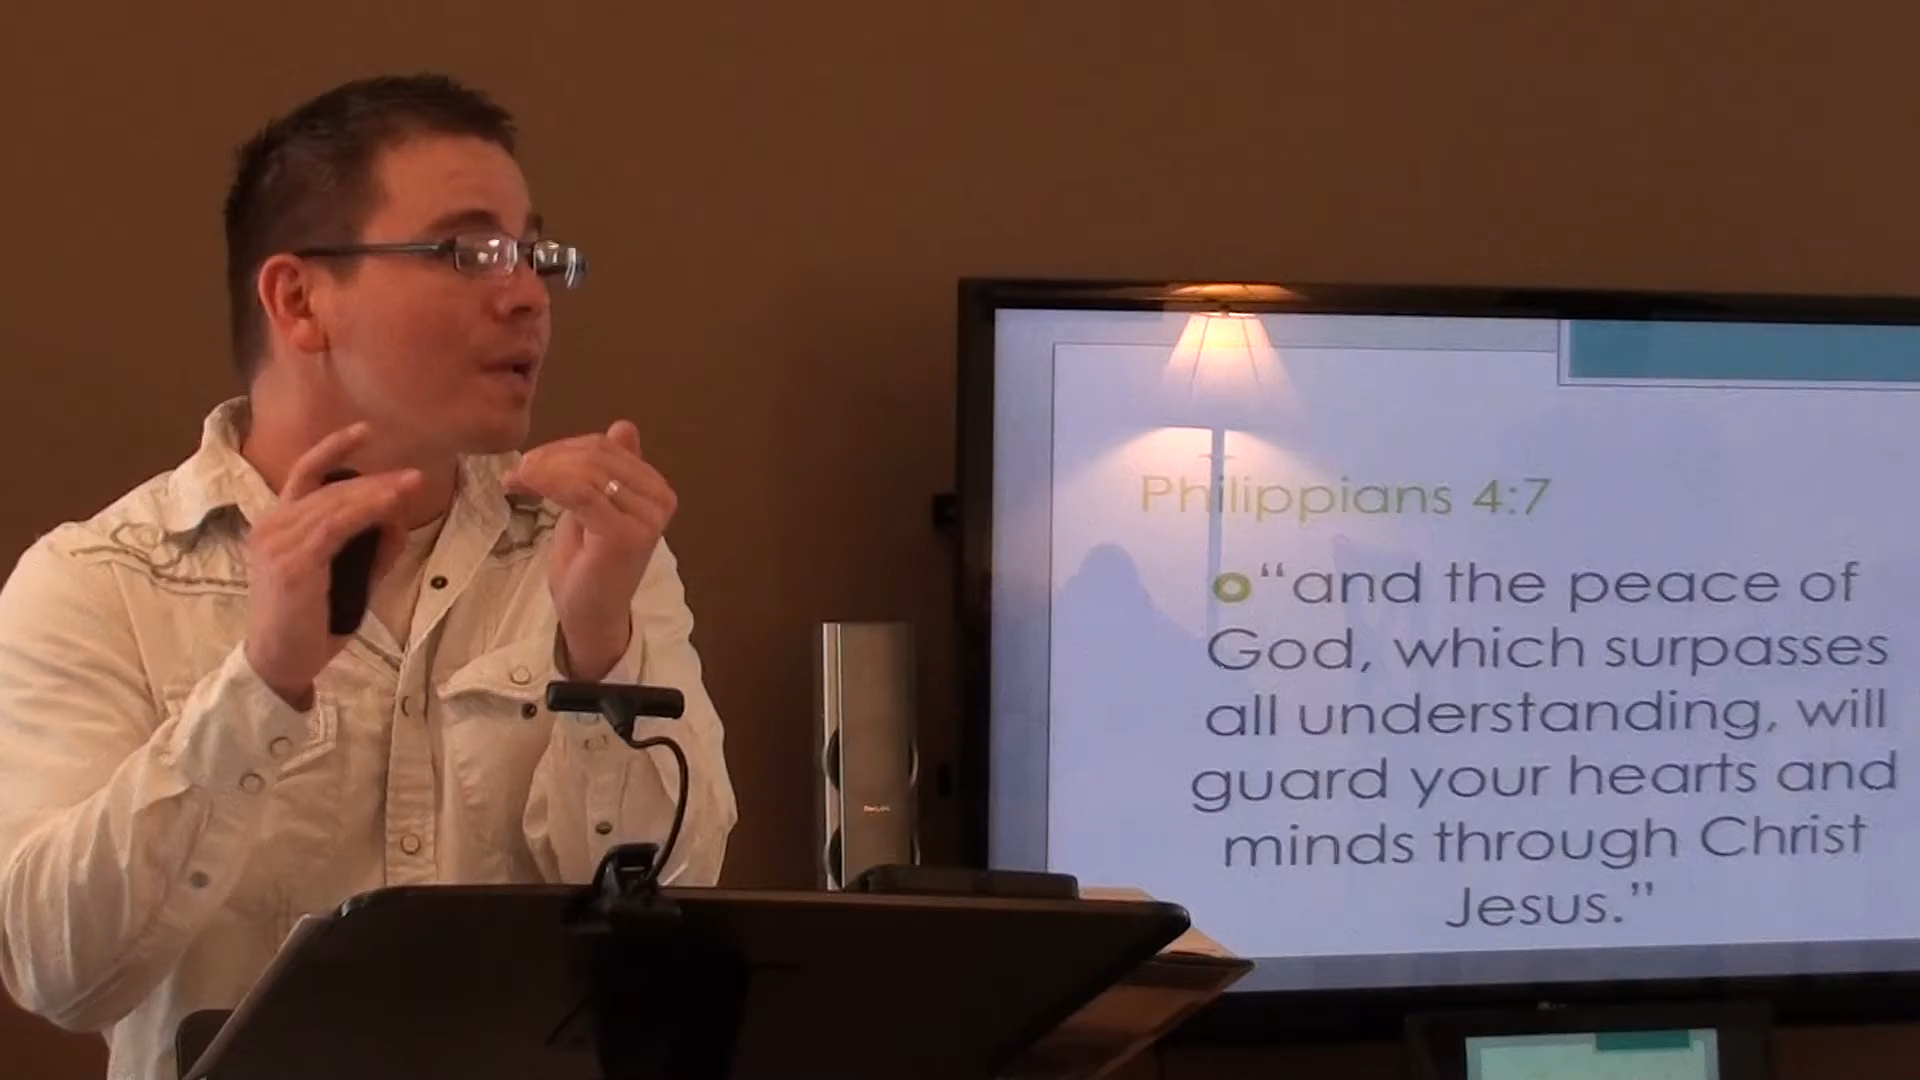 Philippians 4:7
“and the peace of
God, which surpasses
all understanding, will
guard your hearts and
minds through Christ
Jesus.”